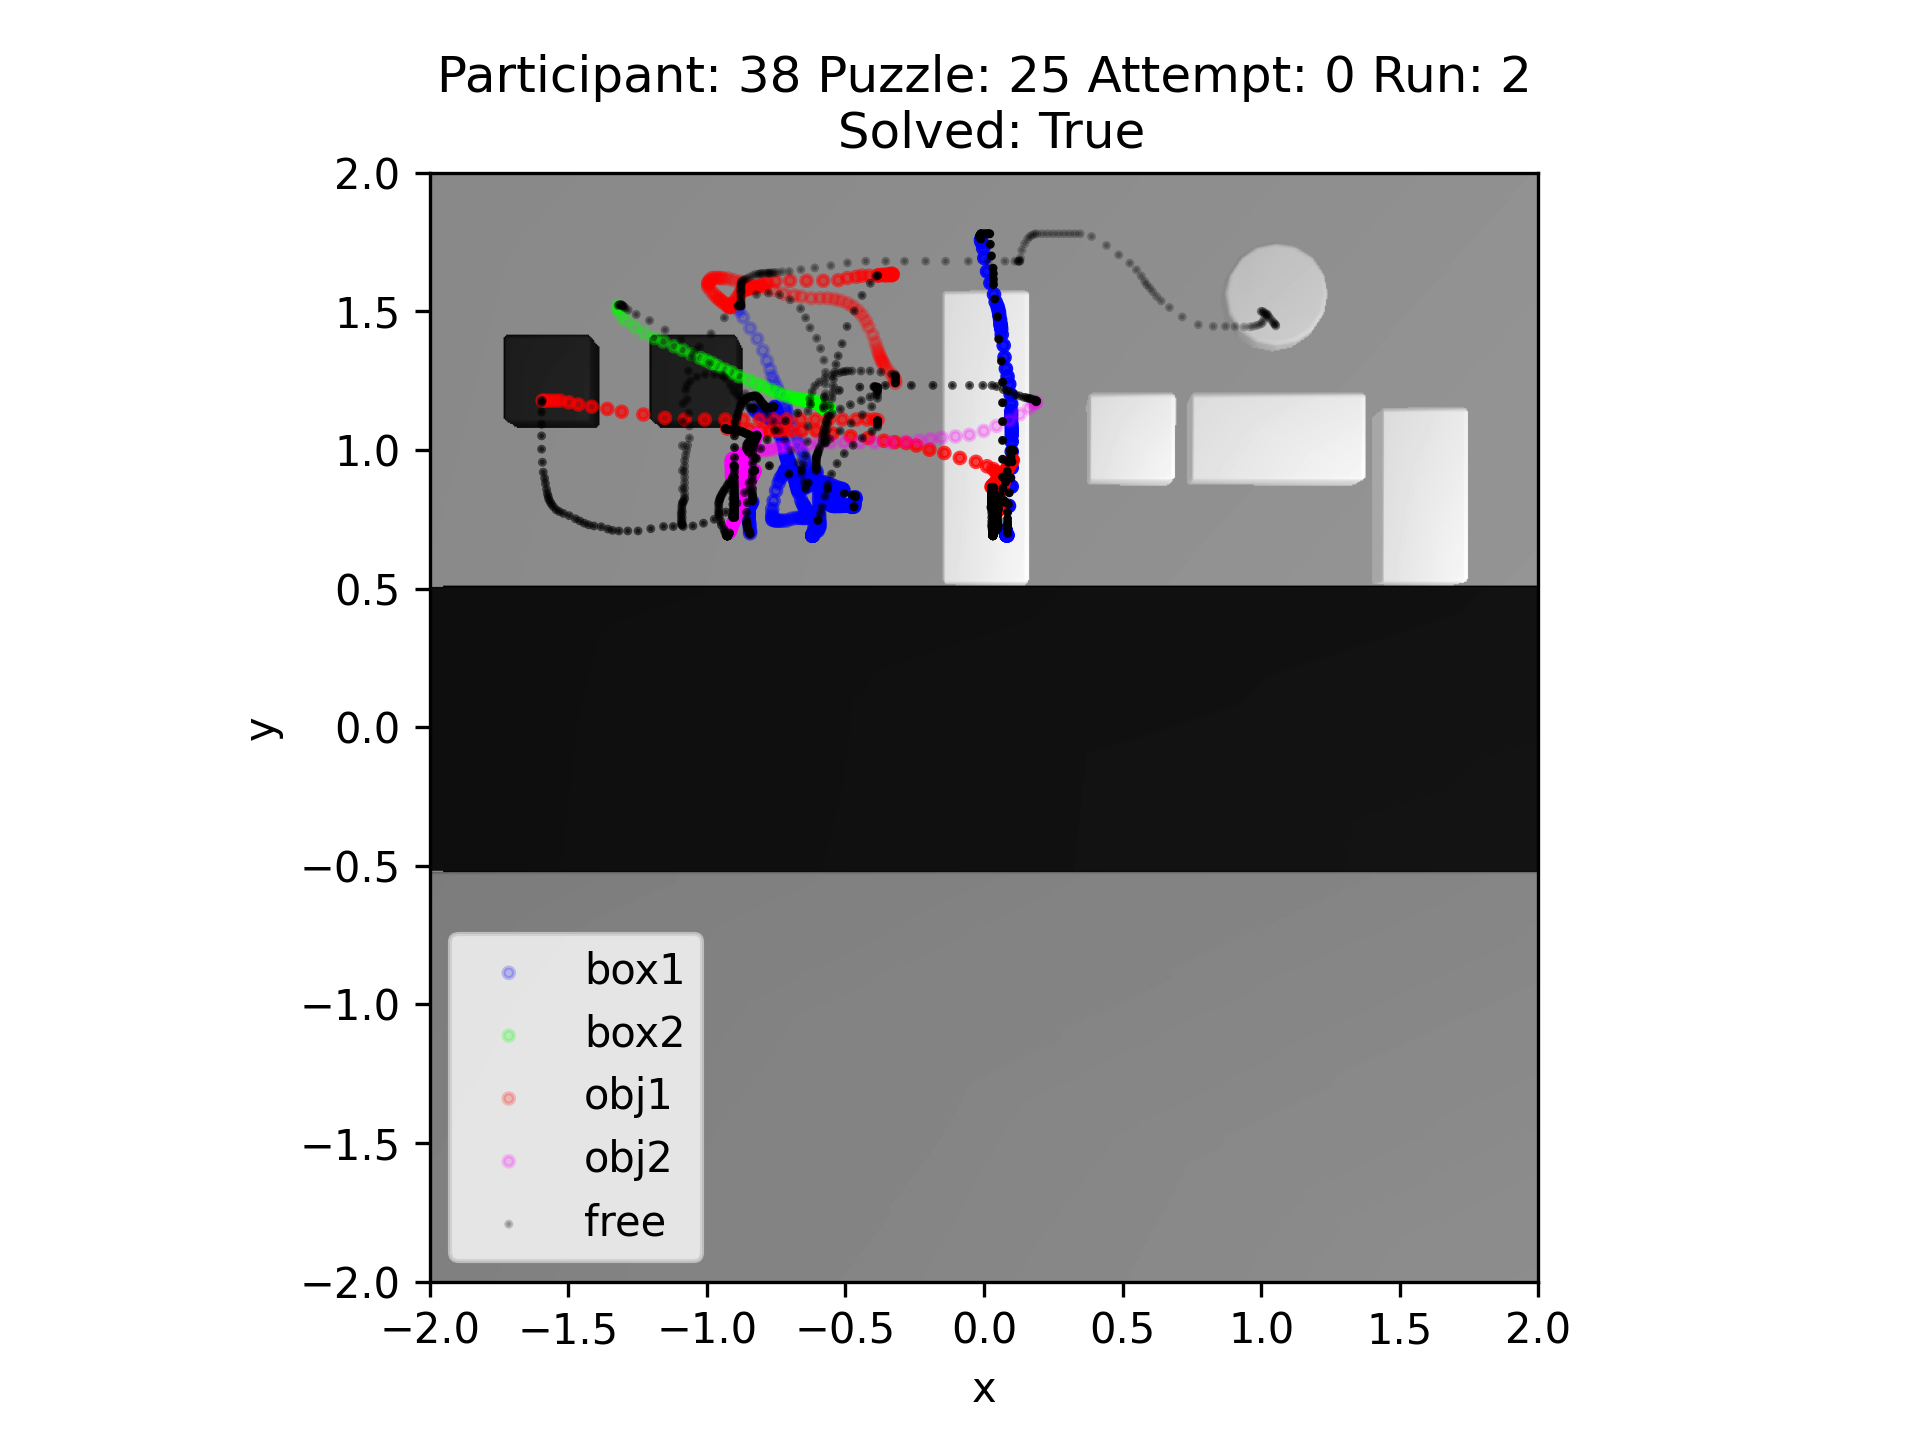 Participant: 38 Puzzle: 25 Attempt: 0 Run: 2
Solved: True
2.0
1.5
1.0
0.5
0.0
−0.5
−1.0
−1.5
−2.0
y
box1
box2
obj1
obj2
free
−2.0 −1.5 −1.0 −0.5 0.0 0.5 1.0 1.5 2.0
x